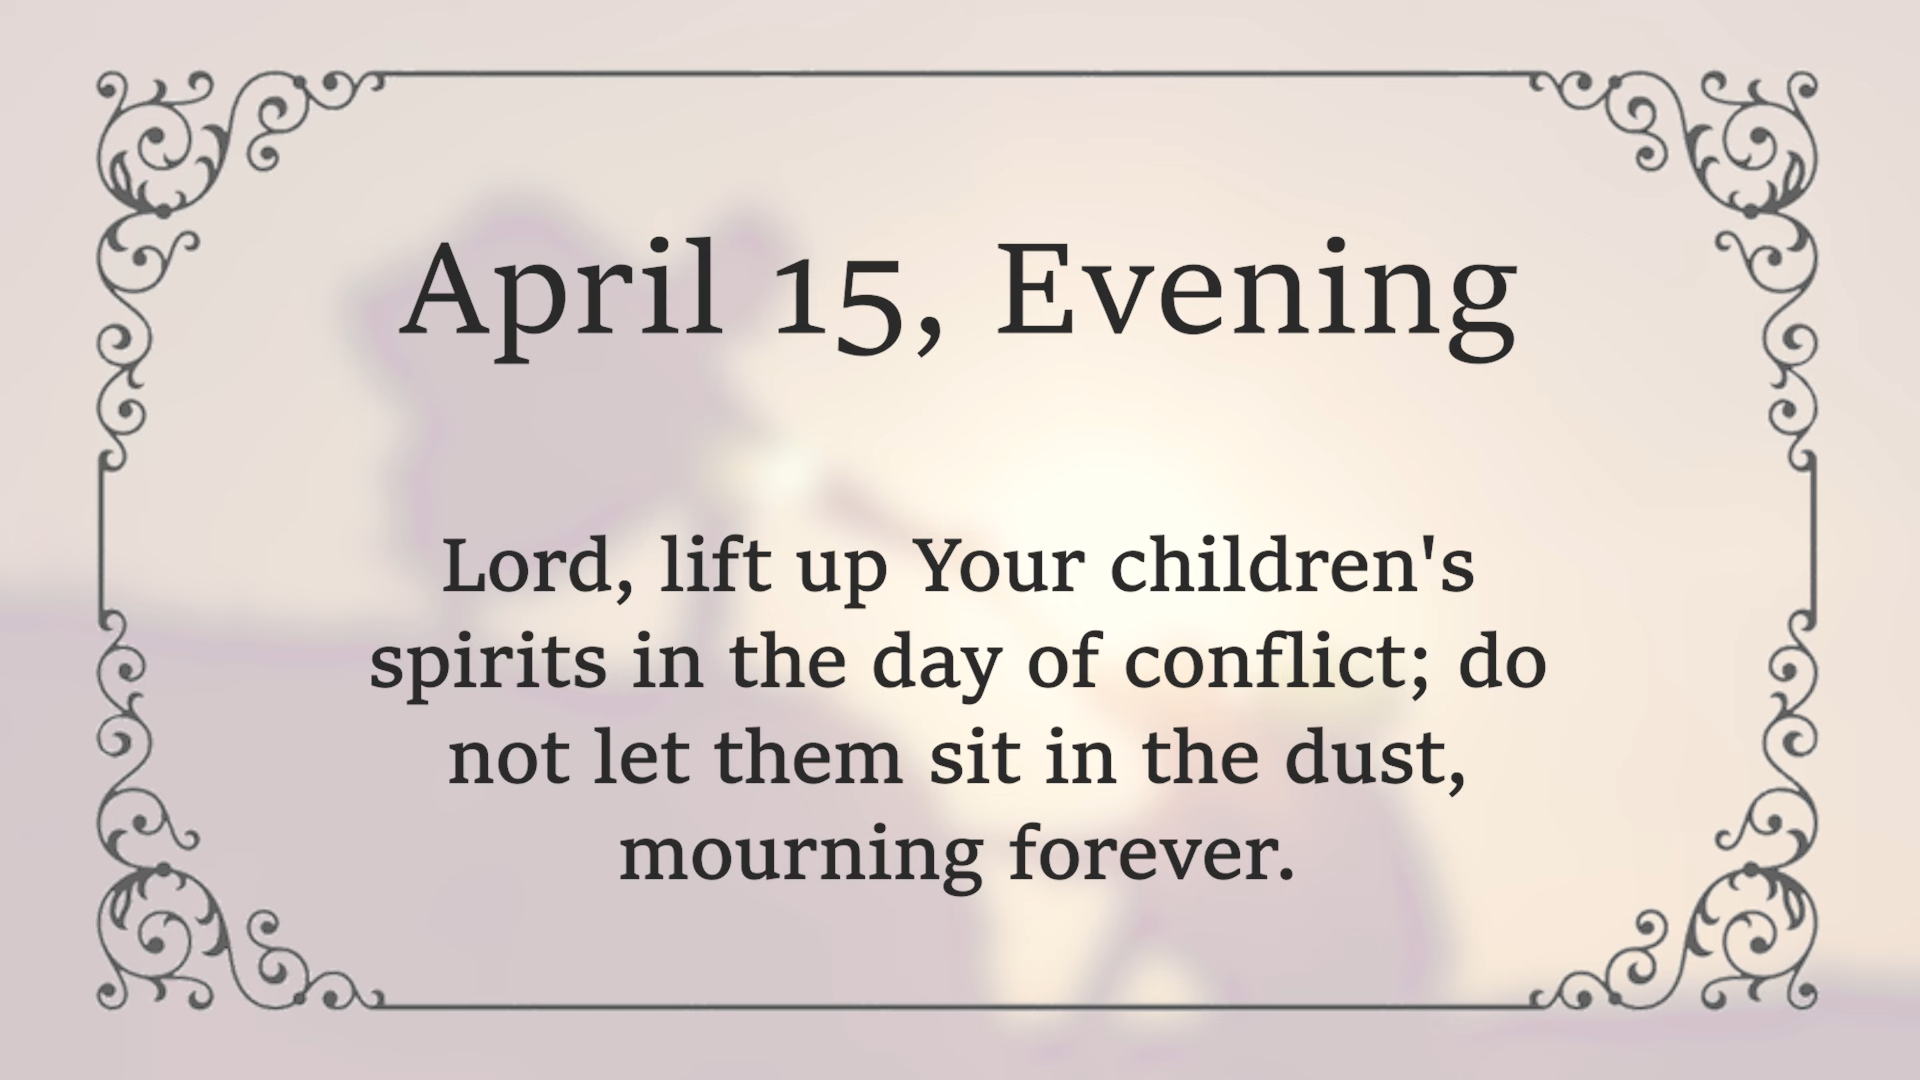 April 15, Evening
Lord, lift up Your children's
spirits in the day of conflict; do
not let them sit in the dust,
mourning forever.